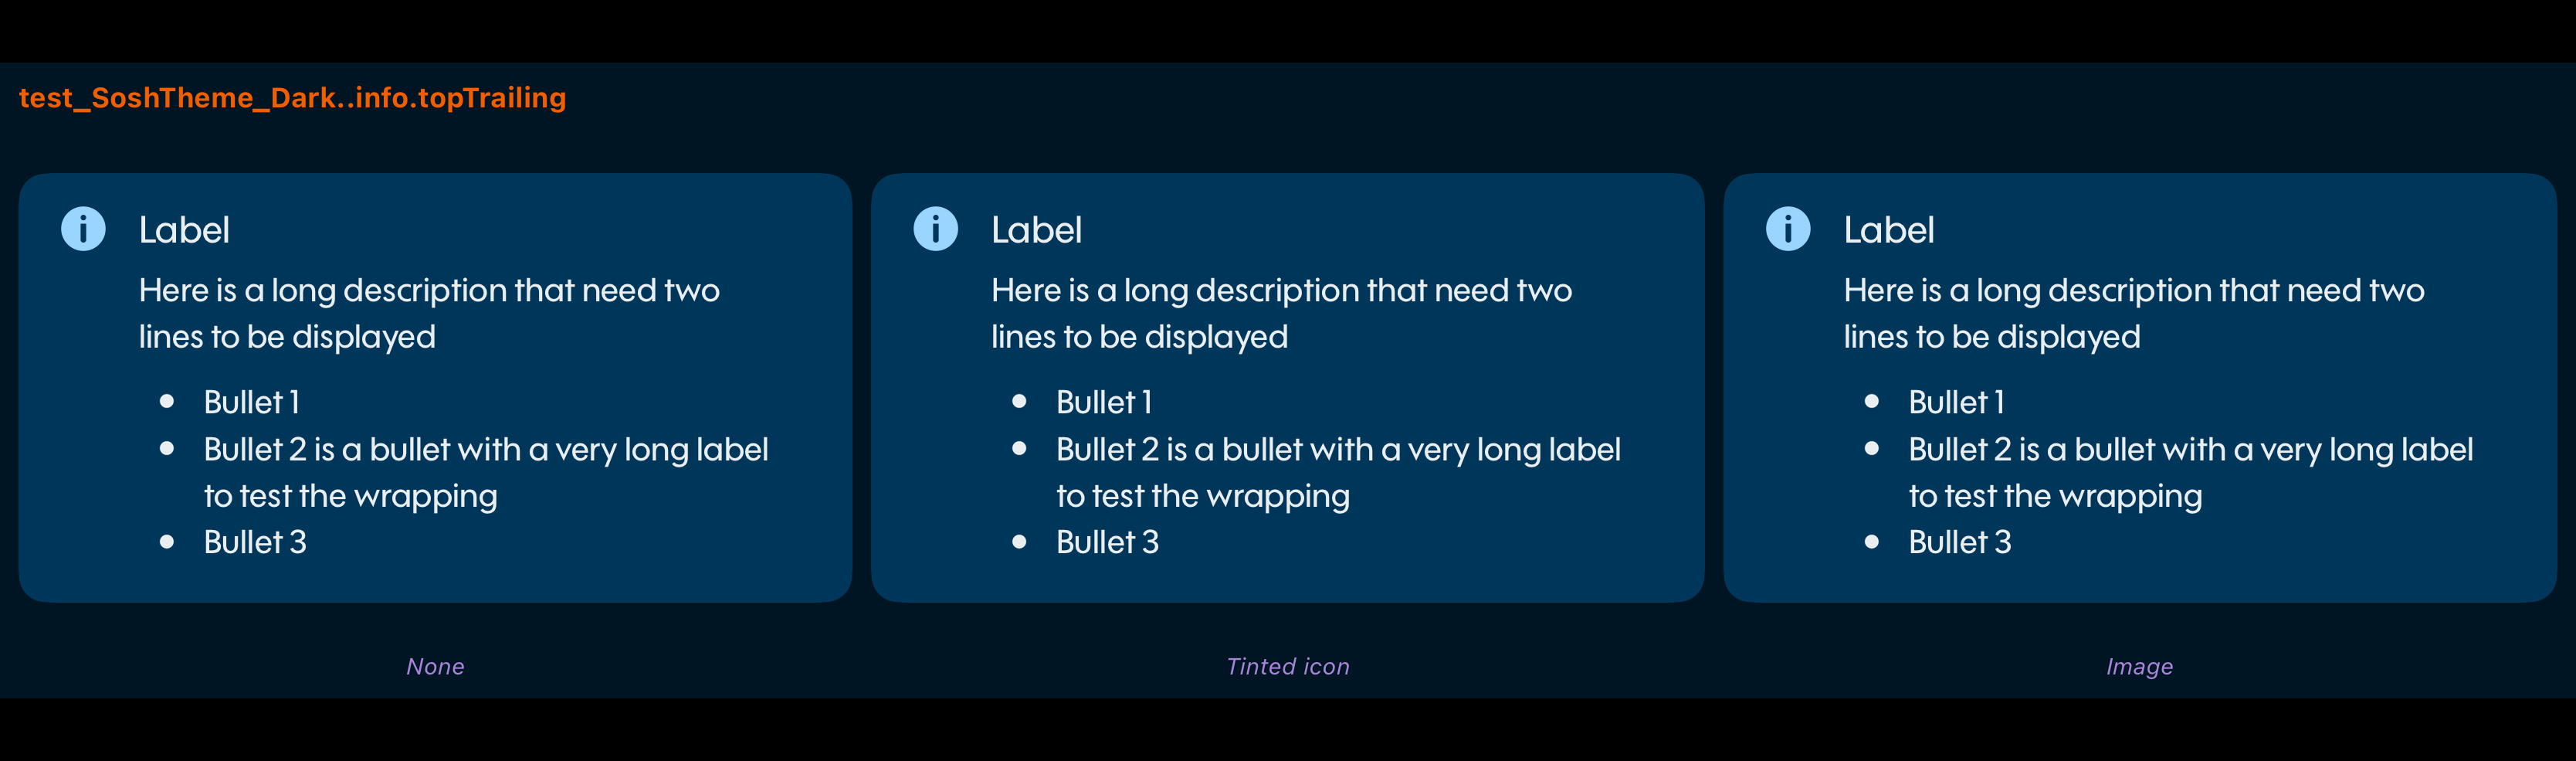 test_SoshTheme_Dark..info.topTrailing
Label
Here is a long description that need two
lines to be displayed
• Bullet 1
• Bullet 2 is a bullet with a very long label
to test the wrapping
• Bullet 3
None
Label
Here is a long description that need two
lines to be displayed
• Bullet 1
• Bullet 2 is a bullet with a very long label
to test the wrapping
• Bullet 3
Tinted icon
Label
Here is a long description that need two
lines to be displayed
• Bullet 1
• Bullet 2 is a bullet with a very long label
to test the wrapping
• Bullet 3
Image